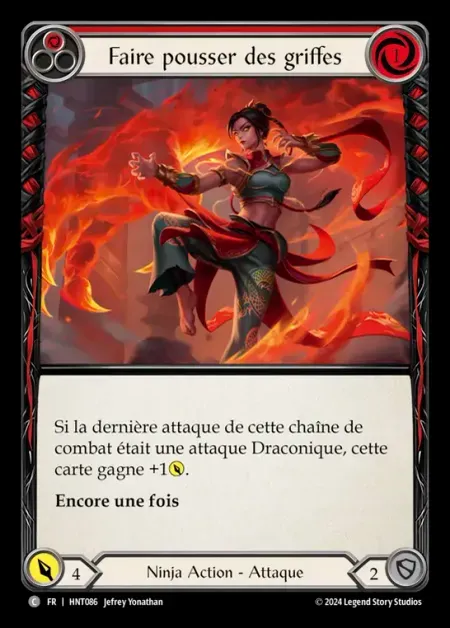 Faire pousser des griffes
1
Si la dernière attaque de cette chaîne de
combat était une attaque Draconique, cette
carte gagne +1.
Encore une fois
4
Ninja Action - Attaque
2
C FR | HNT086 Jefrey Yonathan
© 2024 Legend Story Studios